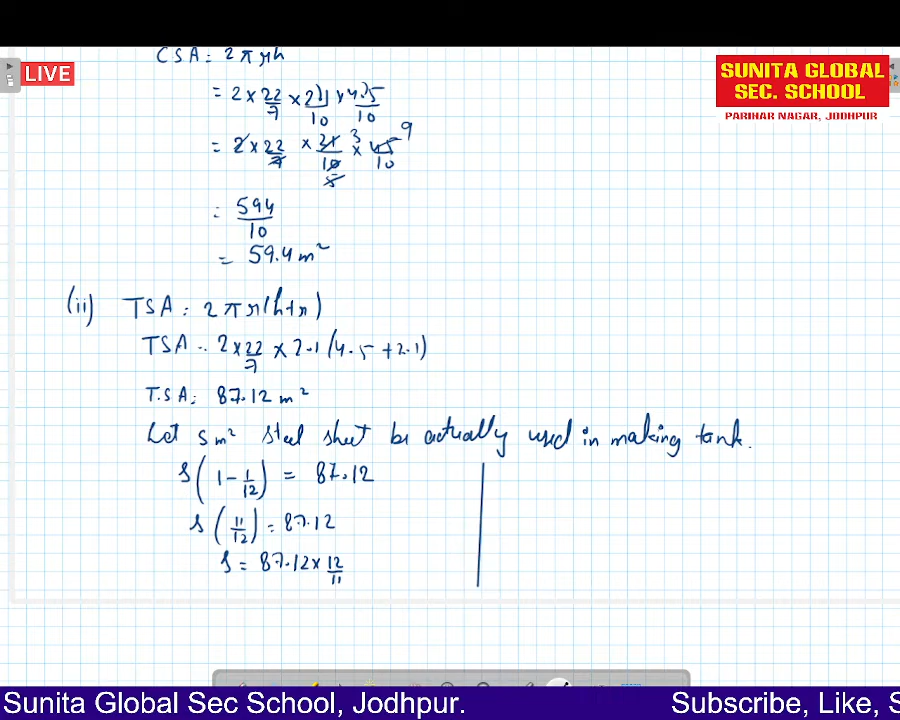 CSA = 2πrh
LIVE
SUNITA GLOBAL
SEC. SCHOOL
PARIHAR NAGAR, JODHPUR
= 2 × 22/7 × 21/10 × 45/10
= 2 × 22/7 × 21/10 3 × 45/10 9
5
= 594/10
= 59.4 m²
(ii) TSA = 2πr(h+r)
TSA = 2 × 22/7 × 2.1 (4.5 + 2.1)
T.S.A = 87.12 m²
Let s m² steel sheet be actually used in making tank.
s(1 - 1/12) = 87.12
s(11/12) = 87.12
s = 87.12 × 12/11
Sunita Global Sec School, Jodhpur.
Subscribe, Like, S